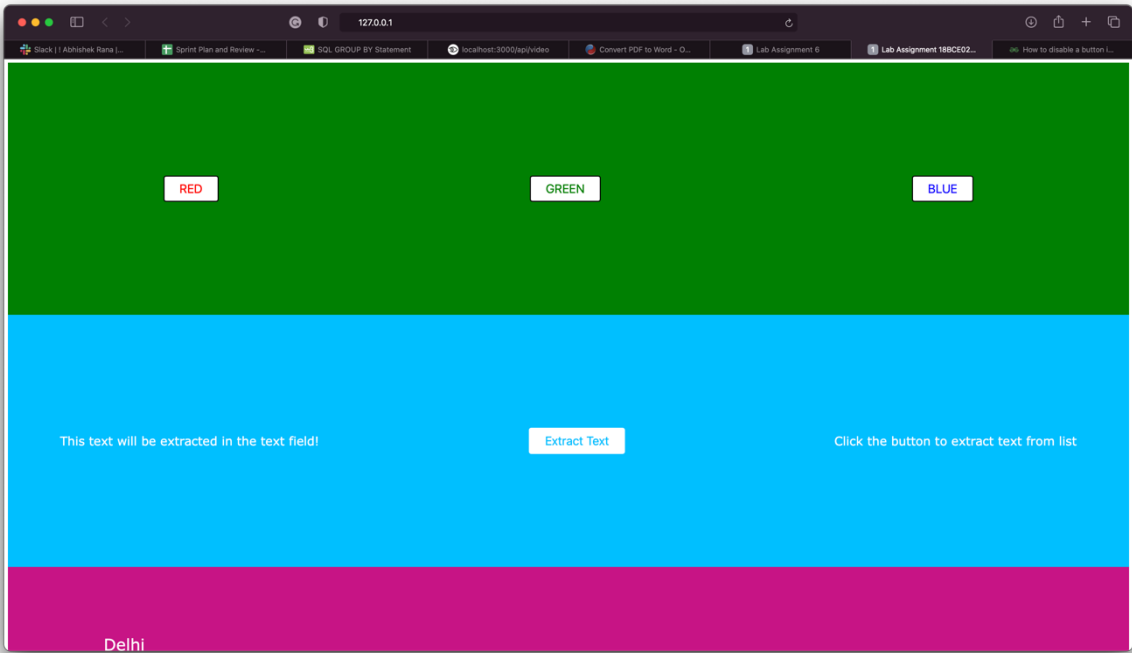 127.0.0.1
Slack | ! Abhishek Rana |...
Sprint Plan and Review –...
SQL GROUP BY Statement
localhost:3000/api/video
Convert PDF to Word - O...
1 Lab Assignment 6
1 Lab Assignment 18BCE02...
How to disable a button i...
RED
GREEN
BLUE
This text will be extracted in the text field!
Extract Text
Click the button to extract text from list
Delhi